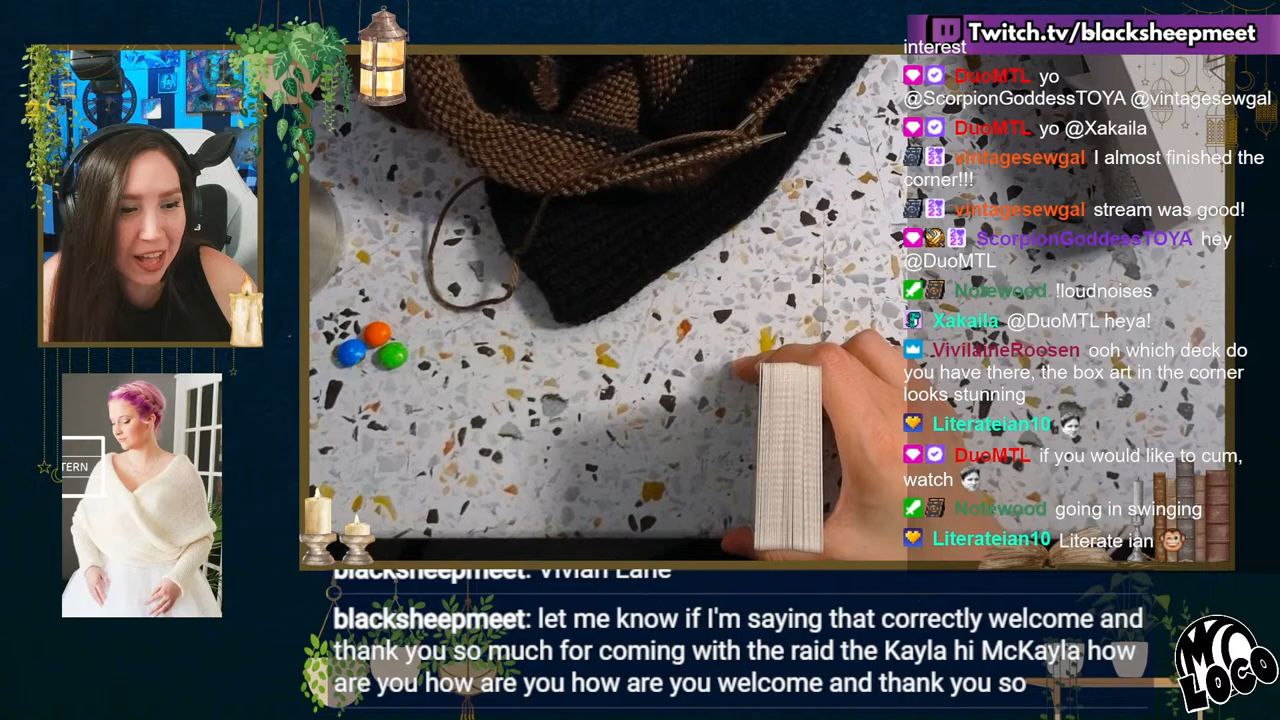 Twitch.tv/blacksheepmeet
interest
DuoMTL yo
@ScorpionGoddessTOYA @vintagesewgal
DuoMTL yo @Xakaila
vintagesewgal I almost finished the
corner!!!
vintagesewgal stream was good!
ScorpionGoddessTOYA hey
@DuoMTL
Notewood !loudnoises
Xakaila @DuoMTL heya!
VivilaineRoosen ooh which deck do
you have there, the box art in the corner
looks stunning
Literateian10
DuoMTL if you would like to cum,
watch
Notewood going in swinging
Literateian10 Literate ian
TERN
blacksheepmeet: Vivian Lane
blacksheepmeet: let me know if I'm saying that correctly welcome and
thank you so much for coming with the raid the Kayla hi McKayla how
are you how are you how are you welcome and thank you so
MC
LOCO